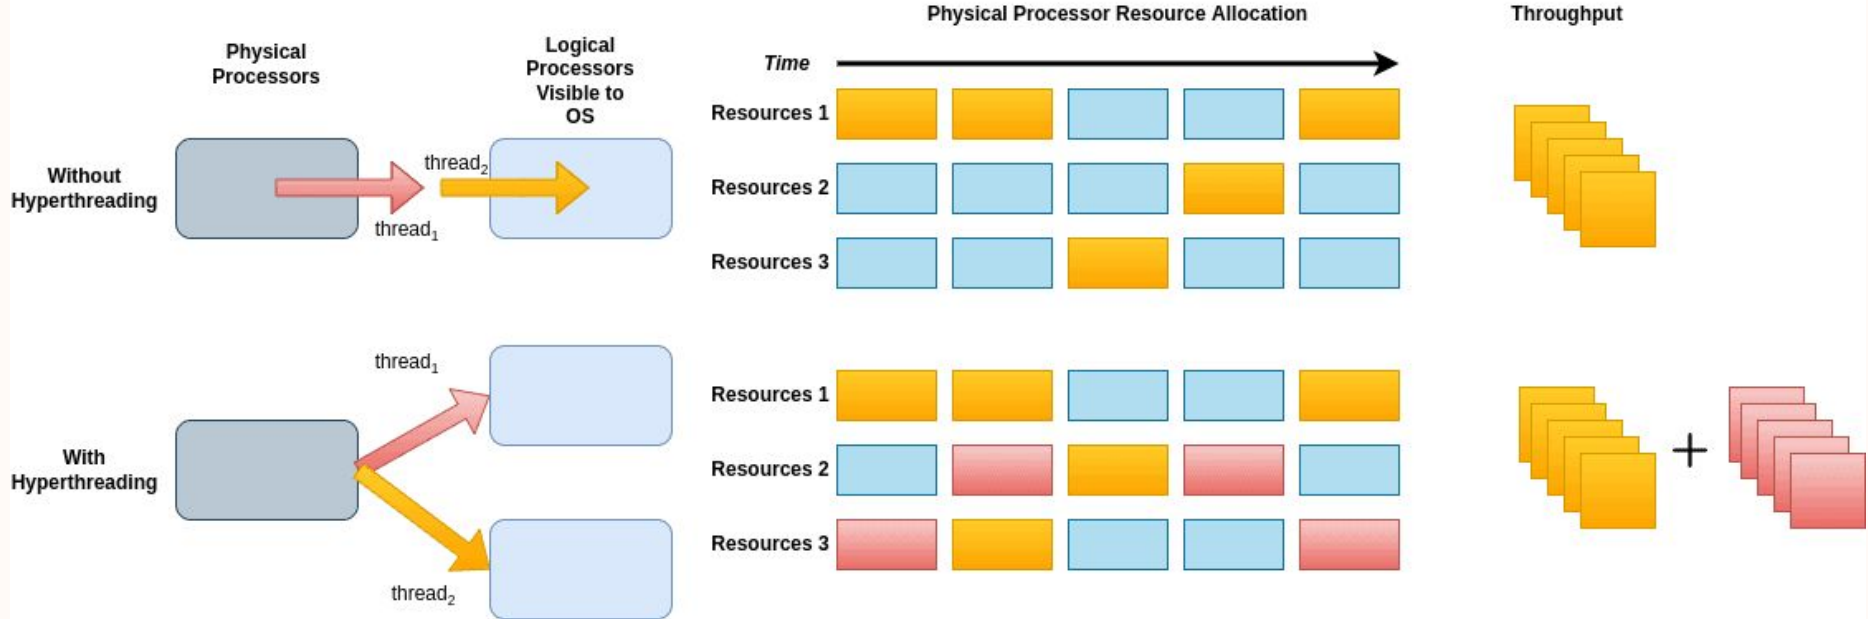 Physical Processor Resource Allocation
Throughput
Physical
Processors
Logical
Processors
Visible to
OS
Time
Without
Hyperthreading
thread₂
thread₁
Resources 1
Resources 2
Resources 3
With
Hyperthreading
thread₁
thread₂
Resources 1
Resources 2
Resources 3
+